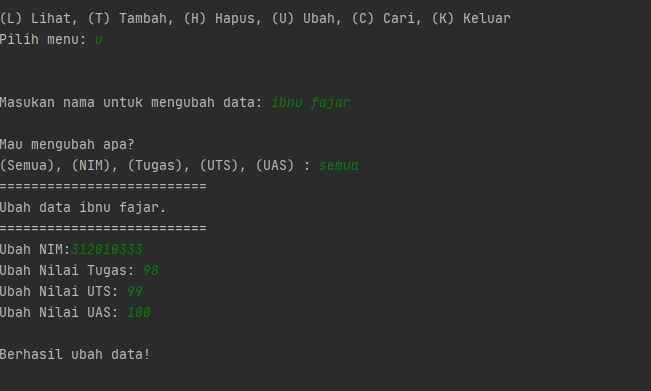 (L) Lihat, (T) Tambah, (H) Hapus, (U) Ubah, (C) Cari, (K) Keluar
Pilih menu: u
Masukan nama untuk mengubah data: ibnu fajar
Mau mengubah apa?
(Semua), (NIM), (Tugas), (UTS), (UAS) : semua
==========================
Ubah data ibnu fajar.
==========================
Ubah NIM:312010333
Ubah Nilai Tugas: 98
Ubah Nilai UTS: 99
Ubah Nilai UAS: 100
Berhasil ubah data!